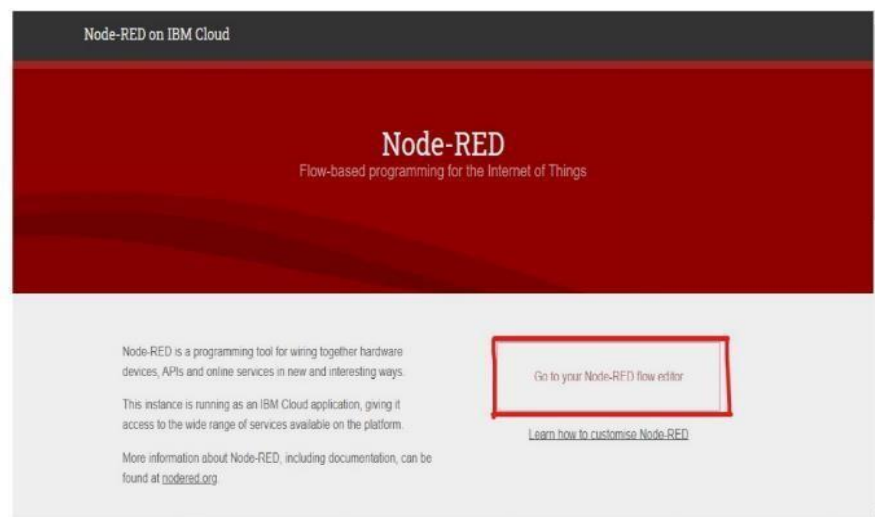 Node-RED on IBM Cloud
Node-RED
Flow-based programming for the Internet of Things
Node-RED is a programming tool for wiring together hardware
devices, APIs and online services in new and interesting ways.
This instance is running as an IBM Cloud application, giving it
access to the wide range of services available on the platform.
More information about Node-RED, including documentation, can be
found at nodered.org.
Go to your Node-RED flow editor
Learn how to customise Node-RED